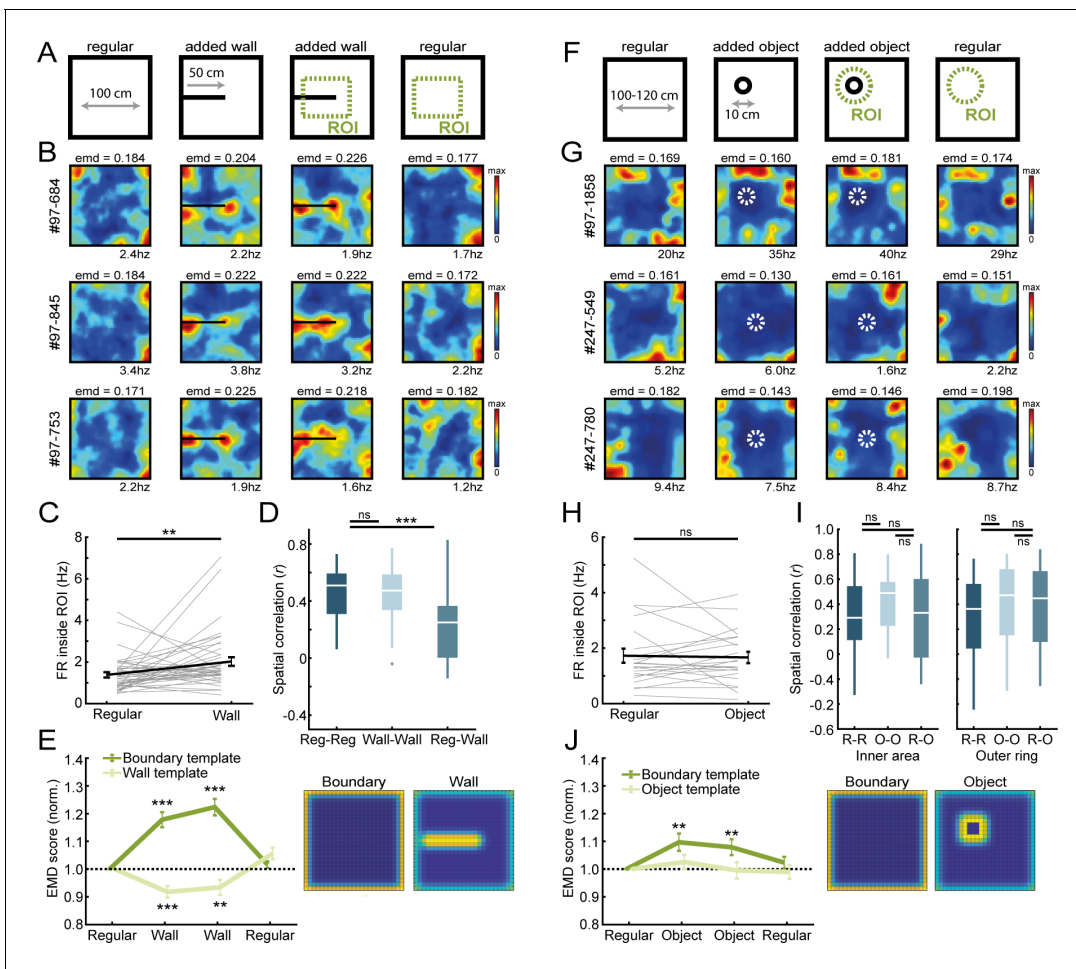 A
regular
added wall
added wall
regular
100 cm
50 cm
ROI
ROI
B
emd = 0.184
emd = 0.204
emd = 0.226
emd = 0.177
#97-684
max
0
2.4hz
2.2hz
1.9hz
1.7hz
emd = 0.184
emd = 0.222
emd = 0.222
emd = 0.172
#97-845
max
0
3.4hz
3.8hz
3.2hz
2.2hz
emd = 0.171
emd = 0.225
emd = 0.218
emd = 0.182
#97-753
max
0
2.2hz
1.9hz
1.6hz
1.2hz
C
**
FR inside ROI (Hz)
8
6
4
2
0
Regular
Wall
D
ns
***
Spatial correlation (r)
0.8
0.4
0
-0.4
Reg-Reg
Wall-Wall
Reg-Wall
E
Boundary template
Wall template
EMD score (norm.)
1.4
1.3
1.2
1.1
1.0
0.9
0.8
***
***
***
**
Regular
Wall
Wall
Regular
Boundary
Wall
F
regular
added object
added object
regular
100-120 cm
10 cm
ROI
ROI
G
emd = 0.169
emd = 0.160
emd = 0.181
emd = 0.174
#97-1858
max
0
20hz
35hz
40hz
29hz
emd = 0.161
emd = 0.130
emd = 0.161
emd = 0.151
#247-549
max
0
5.2hz
6.0hz
1.6hz
2.2hz
emd = 0.182
emd = 0.143
emd = 0.146
emd = 0.198
#247-780
max
0
9.4hz
7.5hz
8.4hz
8.7hz
H
ns
FR inside ROI (Hz)
6
4
2
0
Regular
Object
I
ns
ns
ns
ns
ns
ns
Spatial correlation (r)
1.0
0.8
0.4
0
-0.4
-0.6
R-R
O-O
R-O
Inner area
R-R
O-O
R-O
Outer ring
J
Boundary template
Object template
EMD score (norm.)
1.4
1.3
1.2
1.1
1.0
0.9
0.8
**
**
Regular
Object
Object
Regular
Boundary
Object